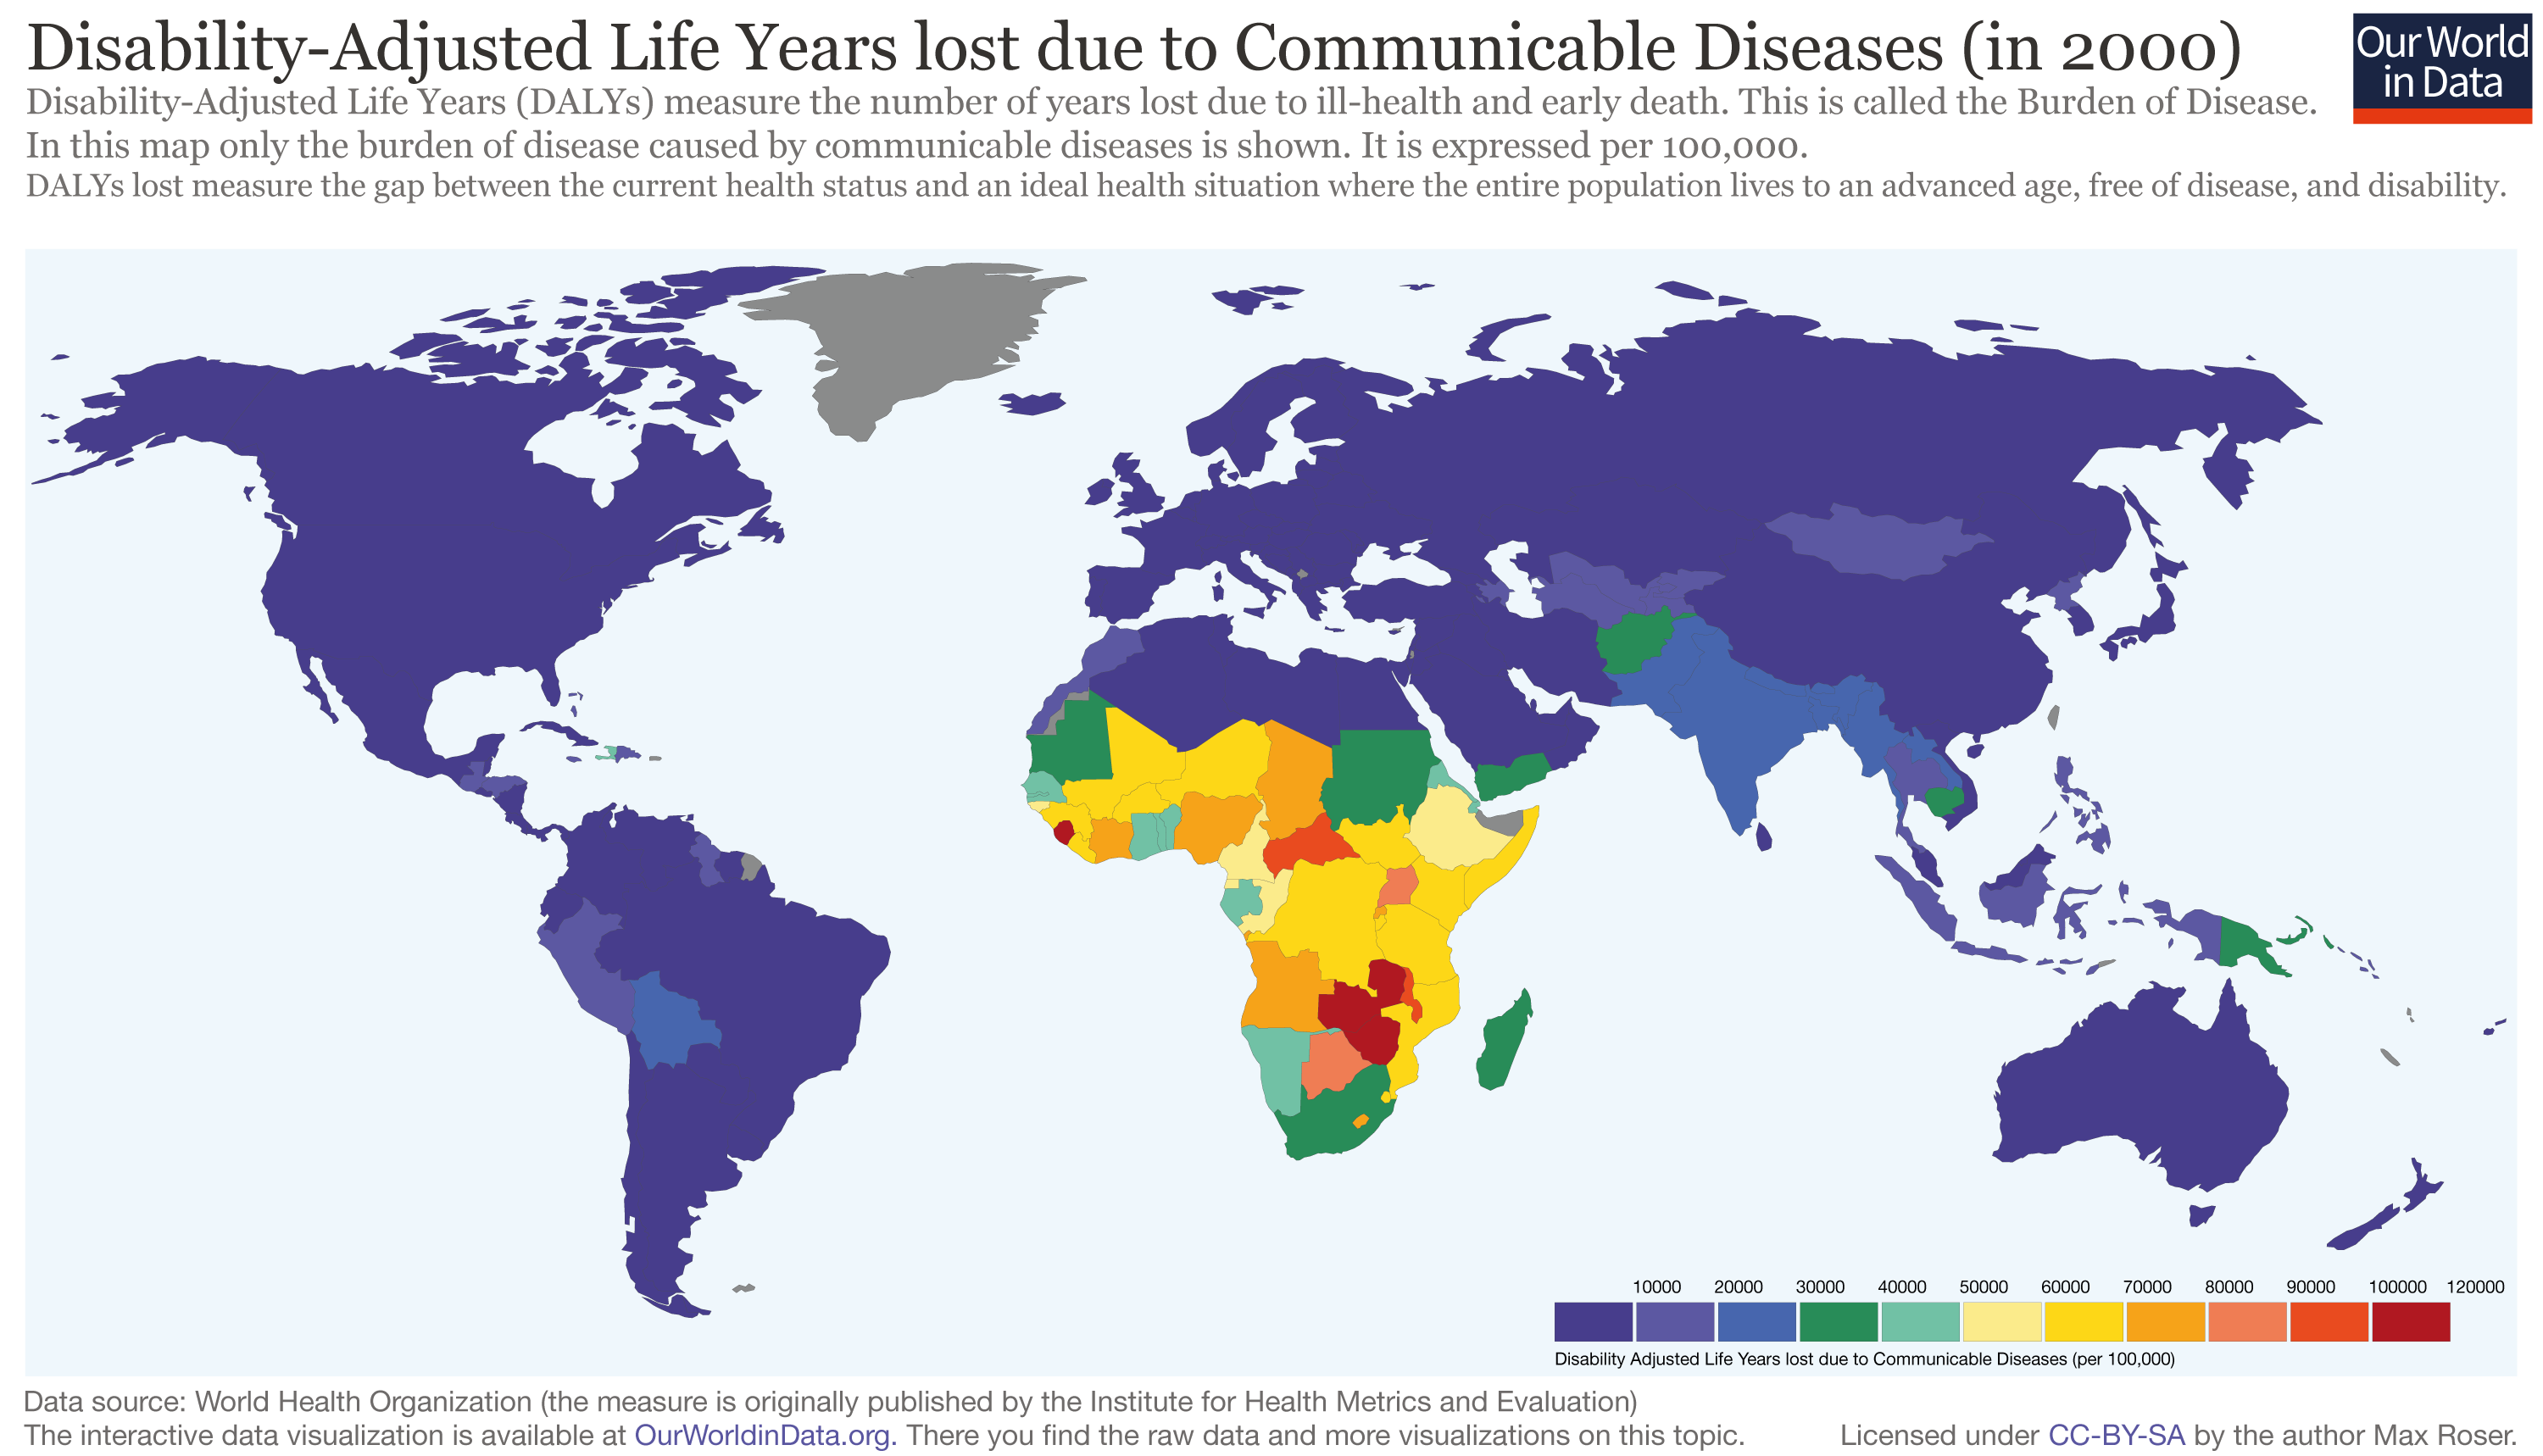 Disability-Adjusted Life Years lost due to Communicable Diseases (in 2000)
Our World
in Data
Disability-Adjusted Life Years (DALYs) measure the number of years lost due to ill-health and early death. This is called the Burden of Disease.
In this map only the burden of disease caused by communicable diseases is shown. It is expressed per 100,000.
DALYs lost measure the gap between the current health status and an ideal health situation where the entire population lives to an advanced age, free of disease, and disability.
10000 20000 30000 40000 50000 60000 70000 80000 90000 100000 120000
Disability Adjusted Life Years lost due to Communicable Diseases (per 100,000)
Data source: World Health Organization (the measure is originally published by the Institute for Health Metrics and Evaluation)
The interactive data visualization is available at OurWorldinData.org. There you find the raw data and more visualizations on this topic. Licensed under CC-BY-SA by the author Max Roser.